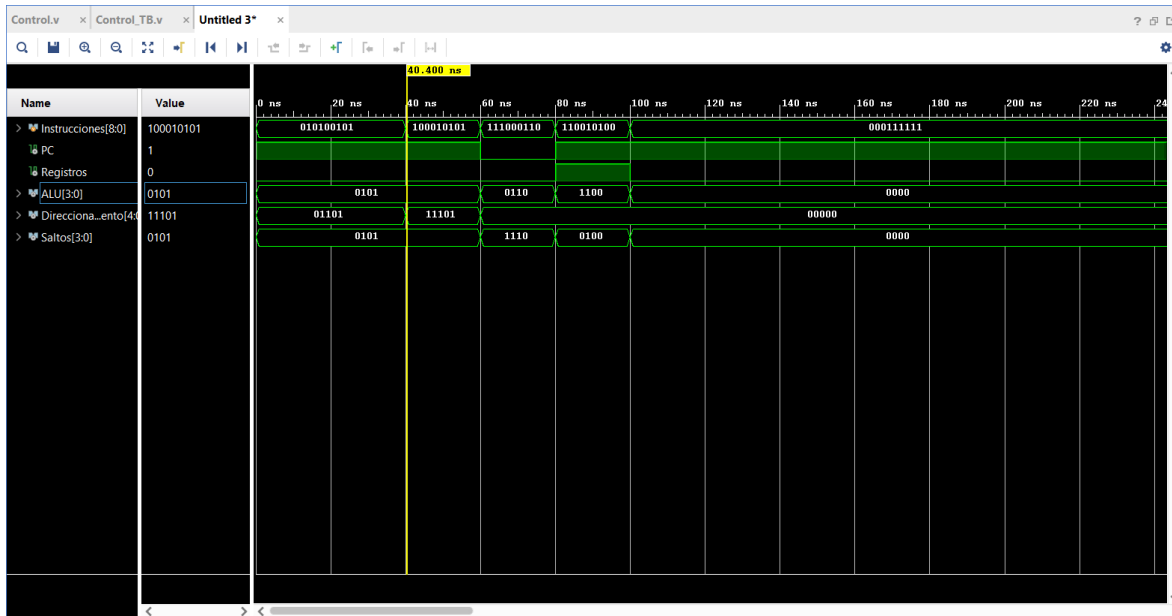 Control.v × Control_TB.v × Untitled 3* × ?
40.400 ns
Name Value 0 ns 20 ns 40 ns 60 ns 80 ns 100 ns 120 ns 140 ns 160 ns 180 ns 200 ns 220 ns 24
> Instrucciones[8:0] 100010101 010100101 100010101 111000110 110010100 000111111
PC 1
Registros 0
> ALU[3:0] 0101 0101 0110 1100 0000
> Direcciona...ento[4:0 11101 01101 11101 00000
> Saltos[3:0] 0101 0101 1110 0100 0000